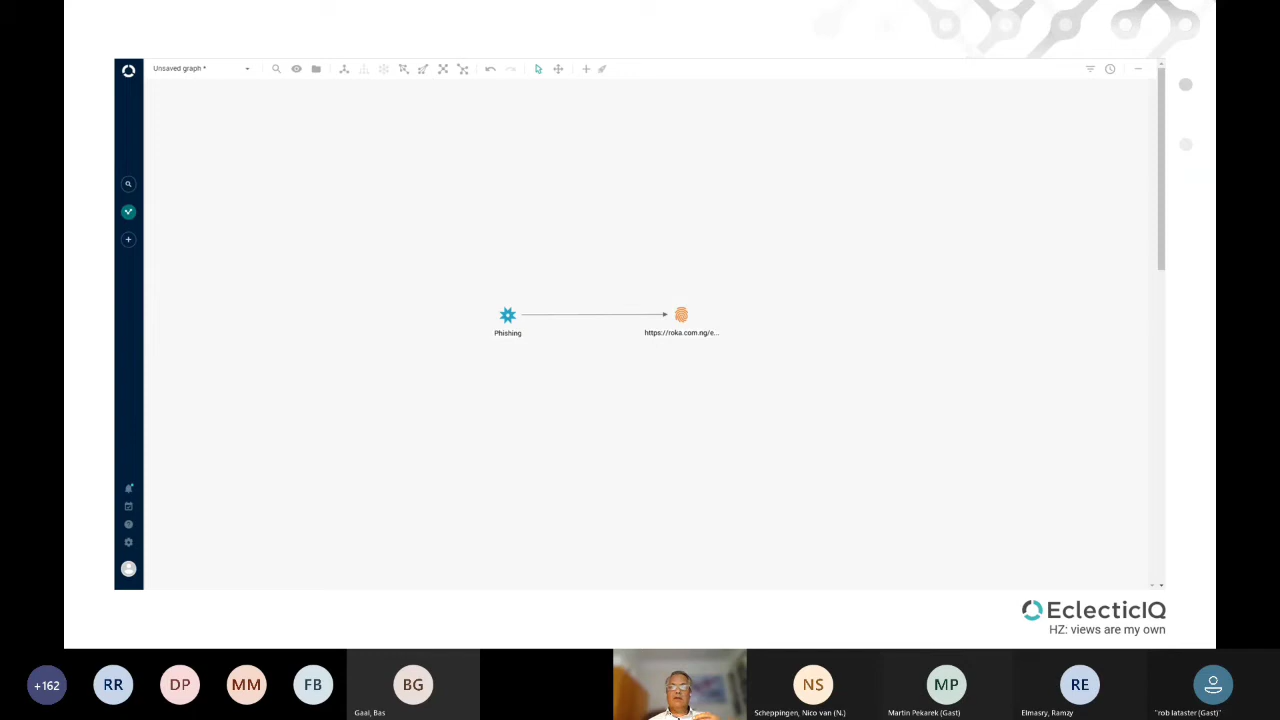 Unsaved graph *
Phishing
https://roka.com.ng/e...
EclecticIQ
HZ: views are my own
+162
RR
DP
MM
FB
BG
NS
MP
RE
Gaal, Bas
Scheppingen, Nico van (N.)
Martin Pekarek (Gast)
Elmasry, Ramzy
"rob lataster (Gast)"